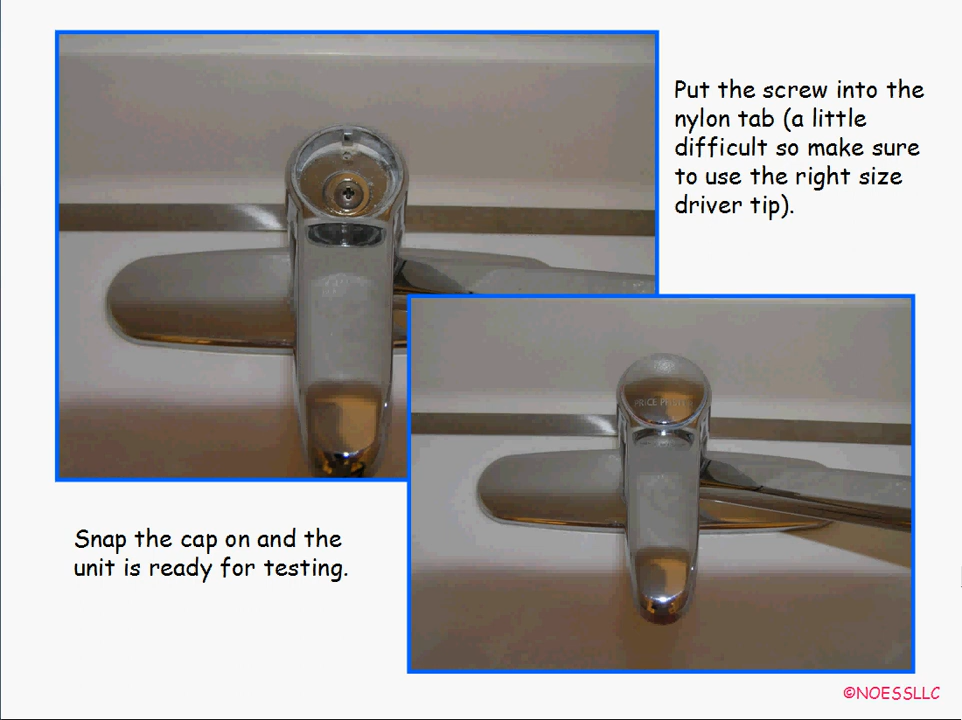 Put the screw into the
nylon tab (a little
difficult so make sure
to use the right size
driver tip).
PRICE
Snap the cap on and the
unit is ready for testing.
©NOESSLLC